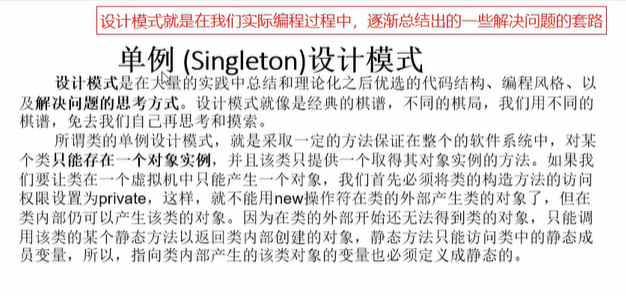 设计模式就是在我们实际编程过程中，逐渐总结出的一些解决问题的套路
单例 (Singleton)设计模式
设计模式是在大量的实践中总结和理论化之后优选的代码结构、编程风格、以
及解决问题的思考方式。设计模式就像是经典的棋谱，不同的棋局，我们用不同的
棋谱，免去我们自己再思考和摸索。
所谓类的单例设计模式，就是采取一定的方法保证在整个的软件系统中，对某
个类只能存在一个对象实例，并且该类只提供一个取得其对象实例的方法。如果我
们要让类在一个虚拟机中只能产生一个对象，我们首先必须将类的构造方法的访问
权限设置为private，这样，就不能用new操作符在类的外部产生类的对象了，但在
类内部仍可以产生该类的对象。因为在类的外部开始还无法得到类的对象，只能调
用该类的某个静态方法以返回类内部创建的对象，静态方法只能访问类中的静态成
员变量，所以，指向类内部产生的该类对象的变量也必须定义成静态的。